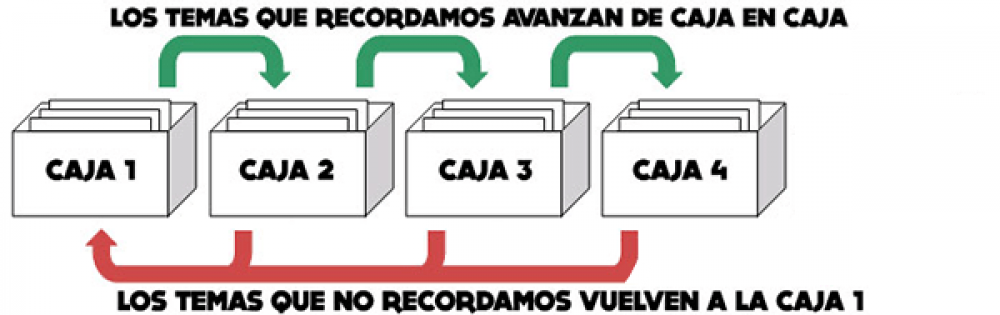 LOS TEMAS QUE RECORDAMOS AVANZAN DE CAJA EN CAJA
CAJA 1
CAJA 2
CAJA 3
CAJA 4
LOS TEMAS QUE NO RECORDAMOS VUELVEN A LA CAJA 1